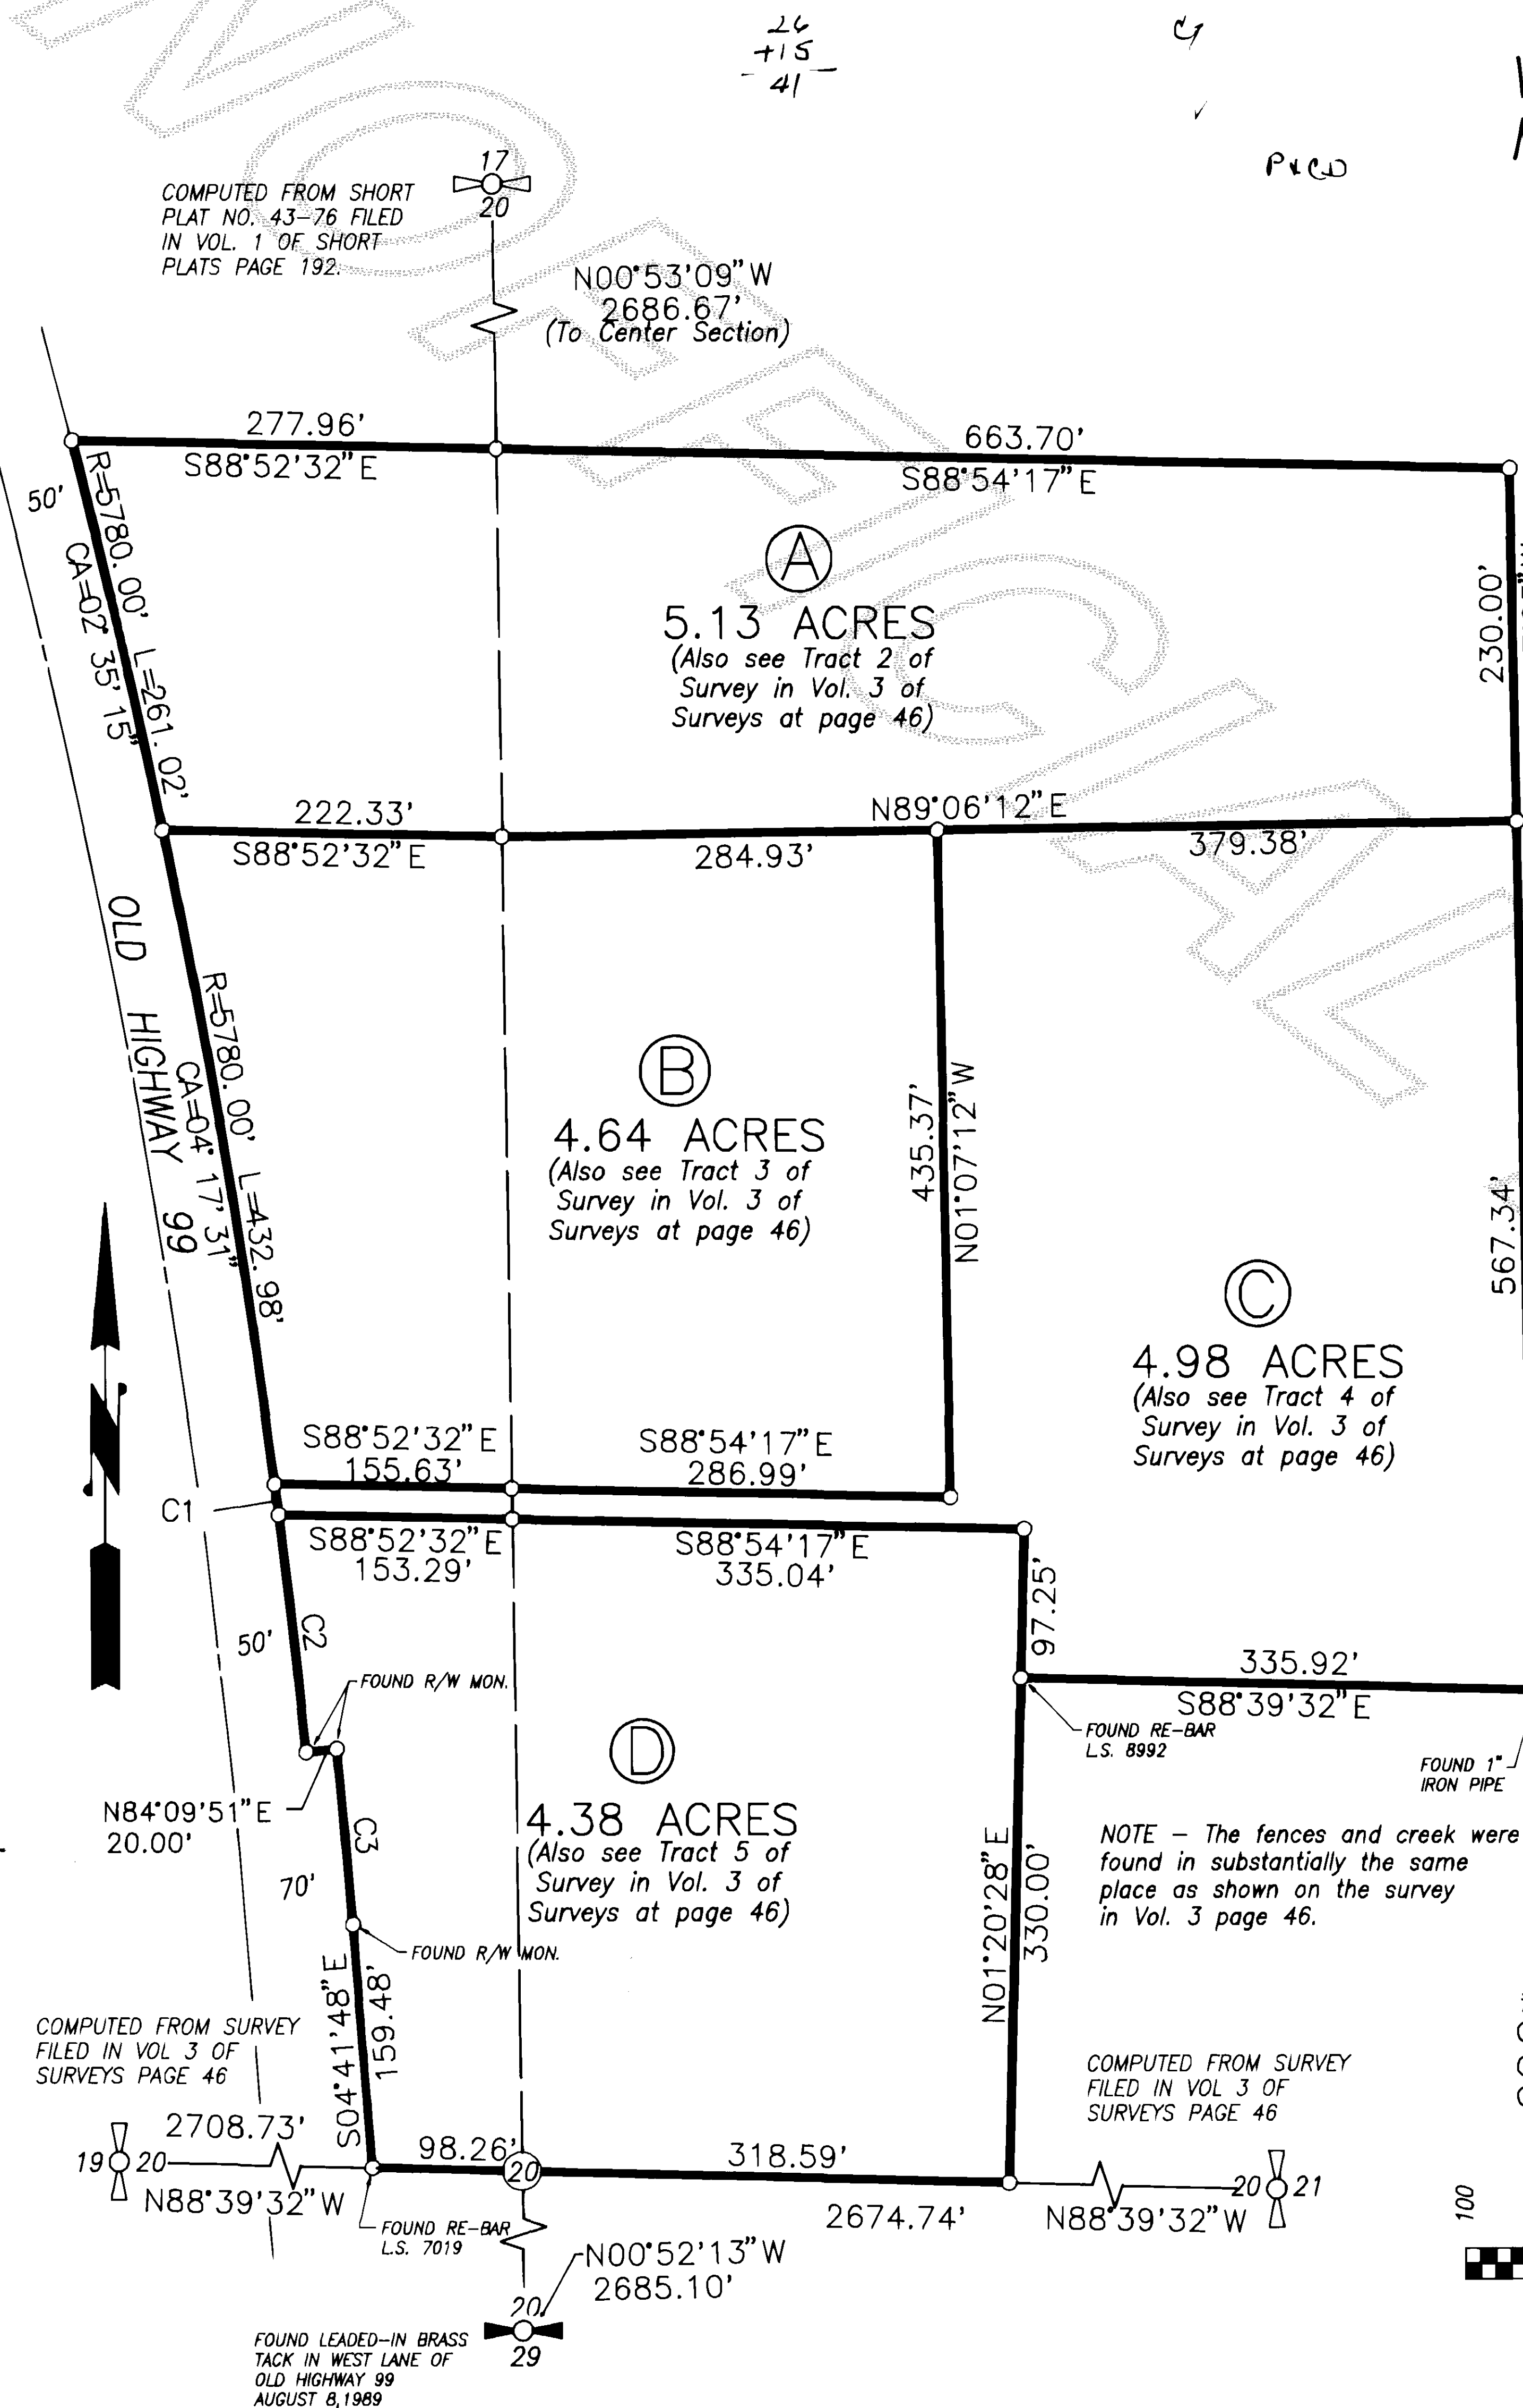 26
+15
41
COMPUTED FROM SHORT
PLAT NO. 43-76 FILED
IN VOL. 1 OF SHORT
PLATS PAGE 192.
17
20
N00°53'09"W
2686.67'
(To Center Section)
277.96'
S88°52'32"E
663.70'
S88°54'17"E
50'
R=5780.00' L=261.02'
CA=02° 35' 15"
230.00'
A
5.13 ACRES
(Also see Tract 2 of
Survey in Vol. 3 of
Surveys at page 46)
222.33'
S88°52'32"E
N89°06'12"E
284.93'
379.38'
OLD HIGHWAY 99
R=5780.00' L=432.98'
CA=04° 17' 31"
B
4.64 ACRES
(Also see Tract 3 of
Survey in Vol. 3 of
Surveys at page 46)
435.37'
N01°07'12"W
567.34'
C
4.98 ACRES
(Also see Tract 4 of
Survey in Vol. 3 of
Surveys at page 46)
S88°52'32"E
155.63'
S88°54'17"E
286.99'
C1
S88°52'32"E
153.29'
S88°54'17"E
335.04'
97.25'
C2
50'
FOUND R/W MON.
335.92'
S88°39'32"E
FOUND RE-BAR
L.S. 8992
FOUND 1"
IRON PIPE
N84°09'51"E
20.00'
C3
70'
D
4.38 ACRES
(Also see Tract 5 of
Survey in Vol. 3 of
Surveys at page 46)
N01°20'28"E
330.00'
NOTE - The fences and creek were
found in substantially the same
place as shown on the survey
in Vol. 3 page 46.
FOUND R/W MON.
S04°41'48"E
159.48'
COMPUTED FROM SURVEY
FILED IN VOL 3 OF
SURVEYS PAGE 46
COMPUTED FROM SURVEY
FILED IN VOL 3 OF
SURVEYS PAGE 46
2708.73'
19 20
N88°39'32"W
98.26'
20
318.59'
2674.74'
N88°39'32"W
20 21
100
FOUND RE-BAR
L.S. 7019
N00°52'13"W
2685.10'
20
29
FOUND LEADED-IN BRASS
TACK IN WEST LANE OF
OLD HIGHWAY 99
AUGUST 8,1989
UNOFFICIAL